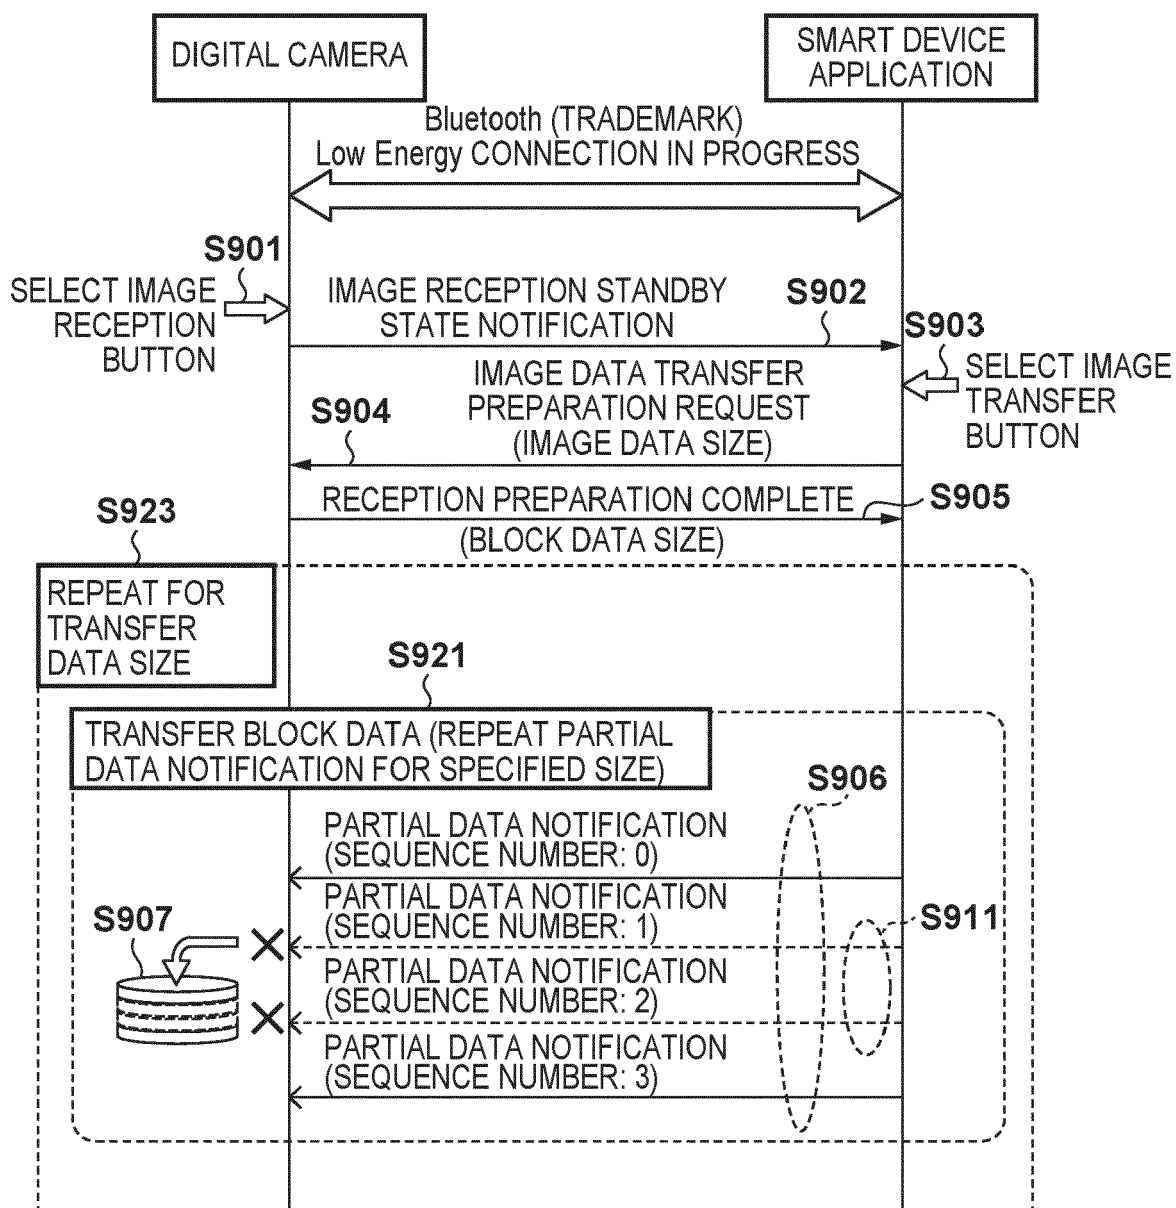 DIGITAL CAMERA
SMART DEVICE
APPLICATION
Bluetooth (TRADEMARK)
Low Energy CONNECTION IN PROGRESS
S901
SELECT IMAGE
RECEPTION
BUTTON
IMAGE RECEPTION STANDBY
STATE NOTIFICATION
S902
S903
SELECT IMAGE
TRANSFER
BUTTON
IMAGE DATA TRANSFER
PREPARATION REQUEST
(IMAGE DATA SIZE)
S904
RECEPTION PREPARATION COMPLETE
(BLOCK DATA SIZE)
S905
S923
REPEAT FOR
TRANSFER
DATA SIZE
S921
TRANSFER BLOCK DATA (REPEAT PARTIAL
DATA NOTIFICATION FOR SPECIFIED SIZE)
S906
PARTIAL DATA NOTIFICATION
(SEQUENCE NUMBER: 0)
PARTIAL DATA NOTIFICATION
(SEQUENCE NUMBER: 1)
S907
S911
PARTIAL DATA NOTIFICATION
(SEQUENCE NUMBER: 2)
PARTIAL DATA NOTIFICATION
(SEQUENCE NUMBER: 3)